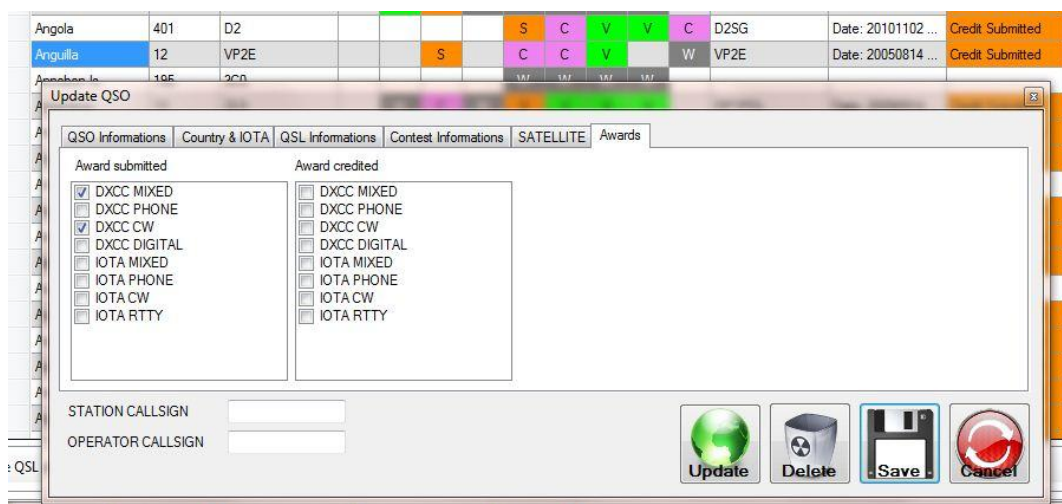 Angola 401 D2 S C V V C D2SG Date: 20101102 ... Credit Submitted
Anguilla 12 VP2E S C C V W VP2E Date: 20050814 ... Credit Submitted
195 3C0 W W W W
Update QSO
QSO Informations Country & IOTA QSL Informations Contest Informations SATELLITE Awards
Award submitted Award credited
DXCC MIXED DXCC MIXED
DXCC PHONE DXCC PHONE
DXCC CW DXCC CW
DXCC DIGITAL DXCC DIGITAL
IOTA MIXED IOTA MIXED
IOTA PHONE IOTA PHONE
IOTA CW IOTA CW
IOTA RTTY IOTA RTTY
STATION CALLSIGN
OPERATOR CALLSIGN
Update Delete Save Cancel
QSL